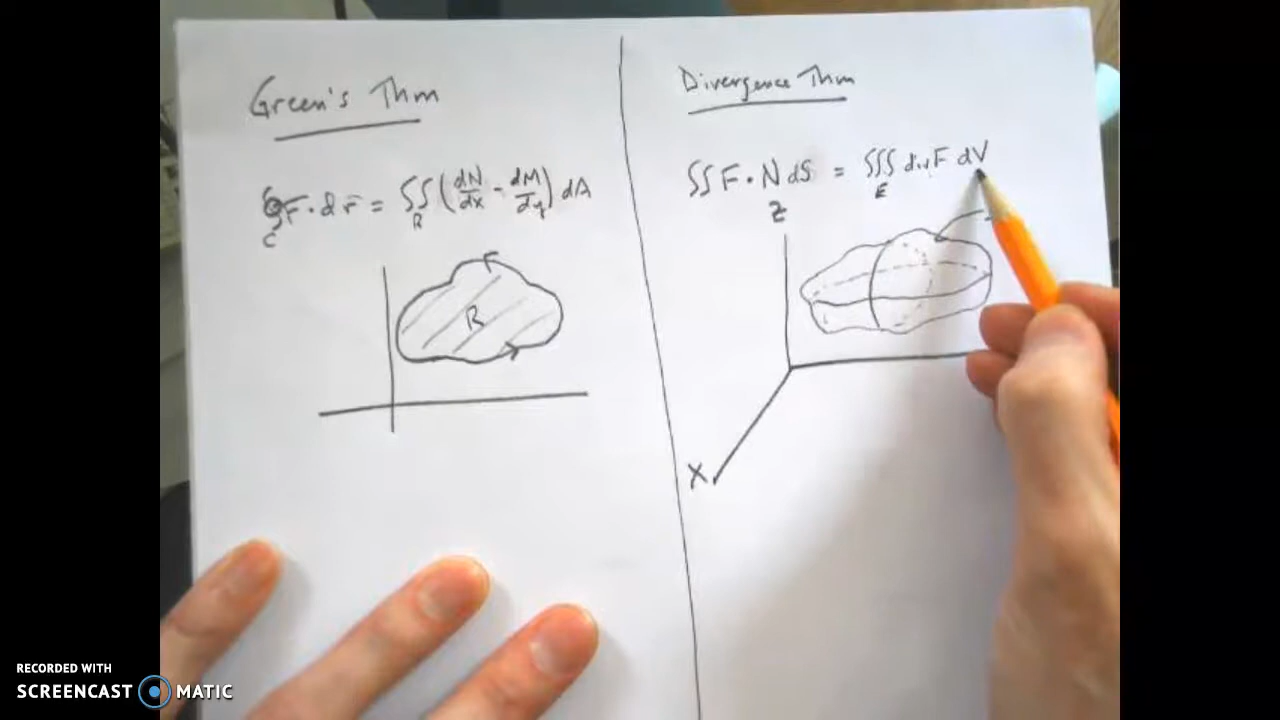 Green's Thm
∮F·dr̄ = ∬(dN/dx - dM/dy) dA
C R
R
Divergence Thm
∬F·N dS = ∭div F dV
E
Z
X
RECORDED WITH
SCREENCAST MATIC